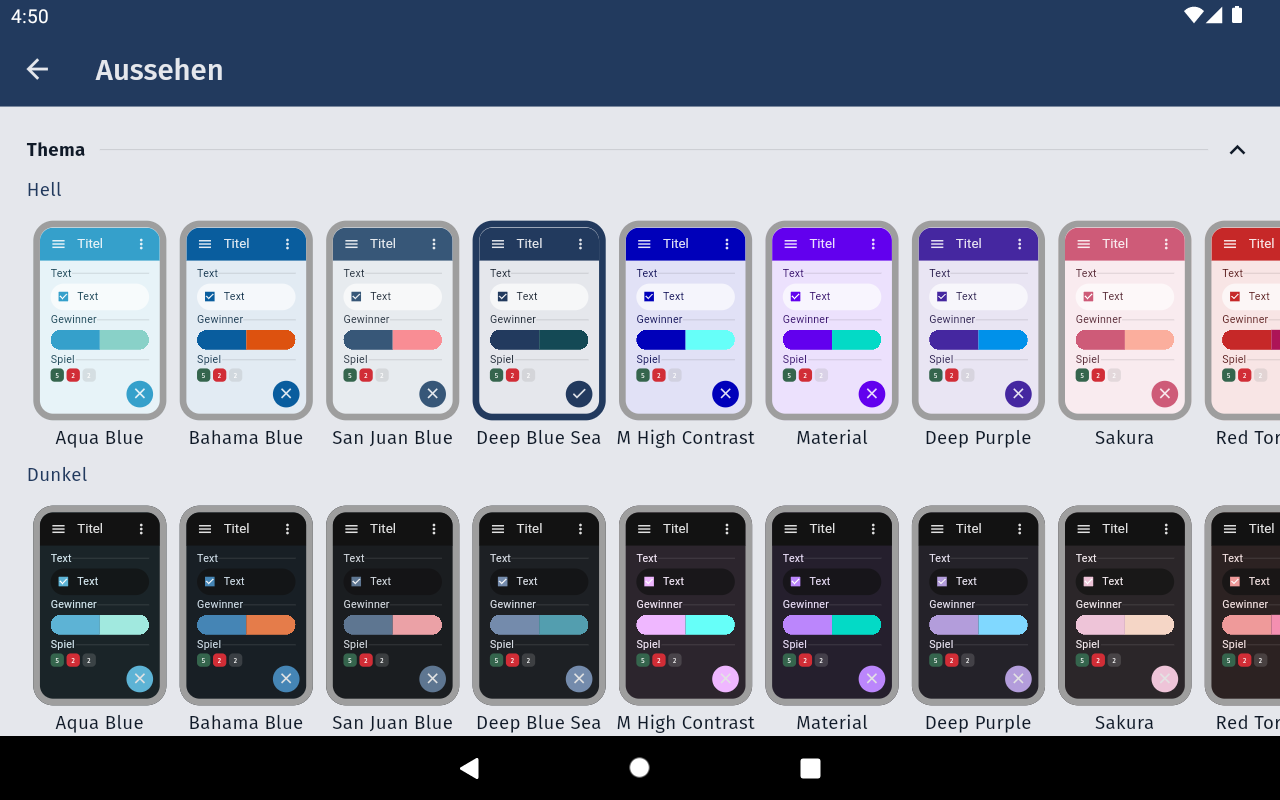 4:50
Aussehen
Thema
Hell
Titel Titel Titel Titel Titel Titel Titel Titel Titel
Text Text Text Text Text Text Text Text Text
Text Text Text Text Text Text Text Text Text
Gewinner Gewinner Gewinner Gewinner Gewinner Gewinner Gewinner Gewinner Gewinner
Spiel Spiel Spiel Spiel Spiel Spiel Spiel Spiel Spiel
5 2 2 5 2 2 5 2 2 5 2 2 5 2 2 5 2 2 5 2 2 5 2 2 5 2 2
Aqua Blue Bahama Blue San Juan Blue Deep Blue Sea M High Contrast Material Deep Purple Sakura Red Tor
Dunkel
Titel Titel Titel Titel Titel Titel Titel Titel Titel
Text Text Text Text Text Text Text Text Text
Text Text Text Text Text Text Text Text Text
Gewinner Gewinner Gewinner Gewinner Gewinner Gewinner Gewinner Gewinner Gewinner
Spiel Spiel Spiel Spiel Spiel Spiel Spiel Spiel Spiel
5 2 2 5 2 2 5 2 2 5 2 2 5 2 2 5 2 2 5 2 2 5 2 2 5 2 2
Aqua Blue Bahama Blue San Juan Blue Deep Blue Sea M High Contrast Material Deep Purple Sakura Red Tor